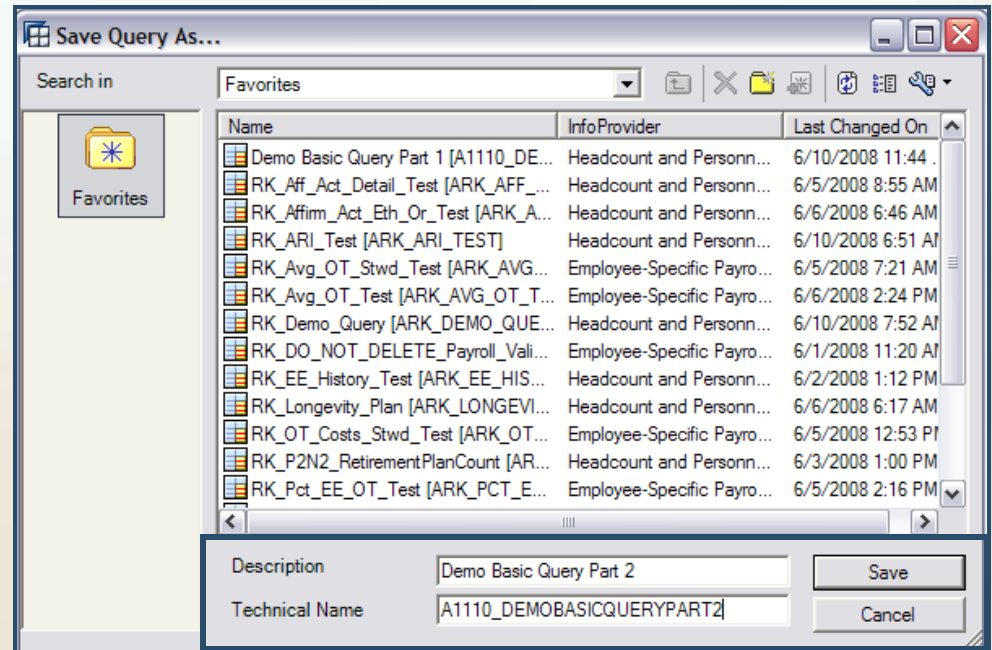 Save Query As...
Search in
Favorites
Favorites
Name InfoProvider Last Changed On
Demo Basic Query Part 1 [A1110_DE... Headcount and Personn... 6/10/2008 11:44 .
RK_Aff_Act_Detail_Test [ARK_AFF_... Headcount and Personn... 6/5/2008 8:55 AM
RK_Affirm_Act_Eth_Or_Test [ARK_A... Headcount and Personn... 6/6/2008 6:46 AM
RK_ARI_Test [ARK_ARI_TEST] Headcount and Personn... 6/10/2008 6:51 A
RK_Avg_OT_Stwd_Test [ARK_AVG... Employee-Specific Payro... 6/5/2008 7:21 AM
RK_Avg_OT_Test [ARK_AVG_OT_T... Employee-Specific Payro... 6/6/2008 2:24 PM
RK_Demo_Query [ARK_DEMO_QUE... Headcount and Personn... 6/10/2008 7:52 A
RK_DO_NOT_DELETE_Payroll_Vali... Employee-Specific Payro... 6/1/2008 11:20 A
RK_EE_History_Test [ARK_EE_HIS... Headcount and Personn... 6/2/2008 1:12 PM
RK_Longevity_Plan [ARK_LONGEVI... Headcount and Personn... 6/6/2008 6:17 AM
RK_OT_Costs_Stwd_Test [ARK_OT... Employee-Specific Payro... 6/5/2008 12:53 P
RK_P2N2_RetirementPlanCount [AR... Headcount and Personn... 6/3/2008 1:00 PM
RK_Pct_EE_OT_Test [ARK_PCT_E... Employee-Specific Payro... 6/5/2008 2:16 PM
Description Demo Basic Query Part 2 Save
Technical Name A1110_DEMOBASICQUERYPART2 Cancel